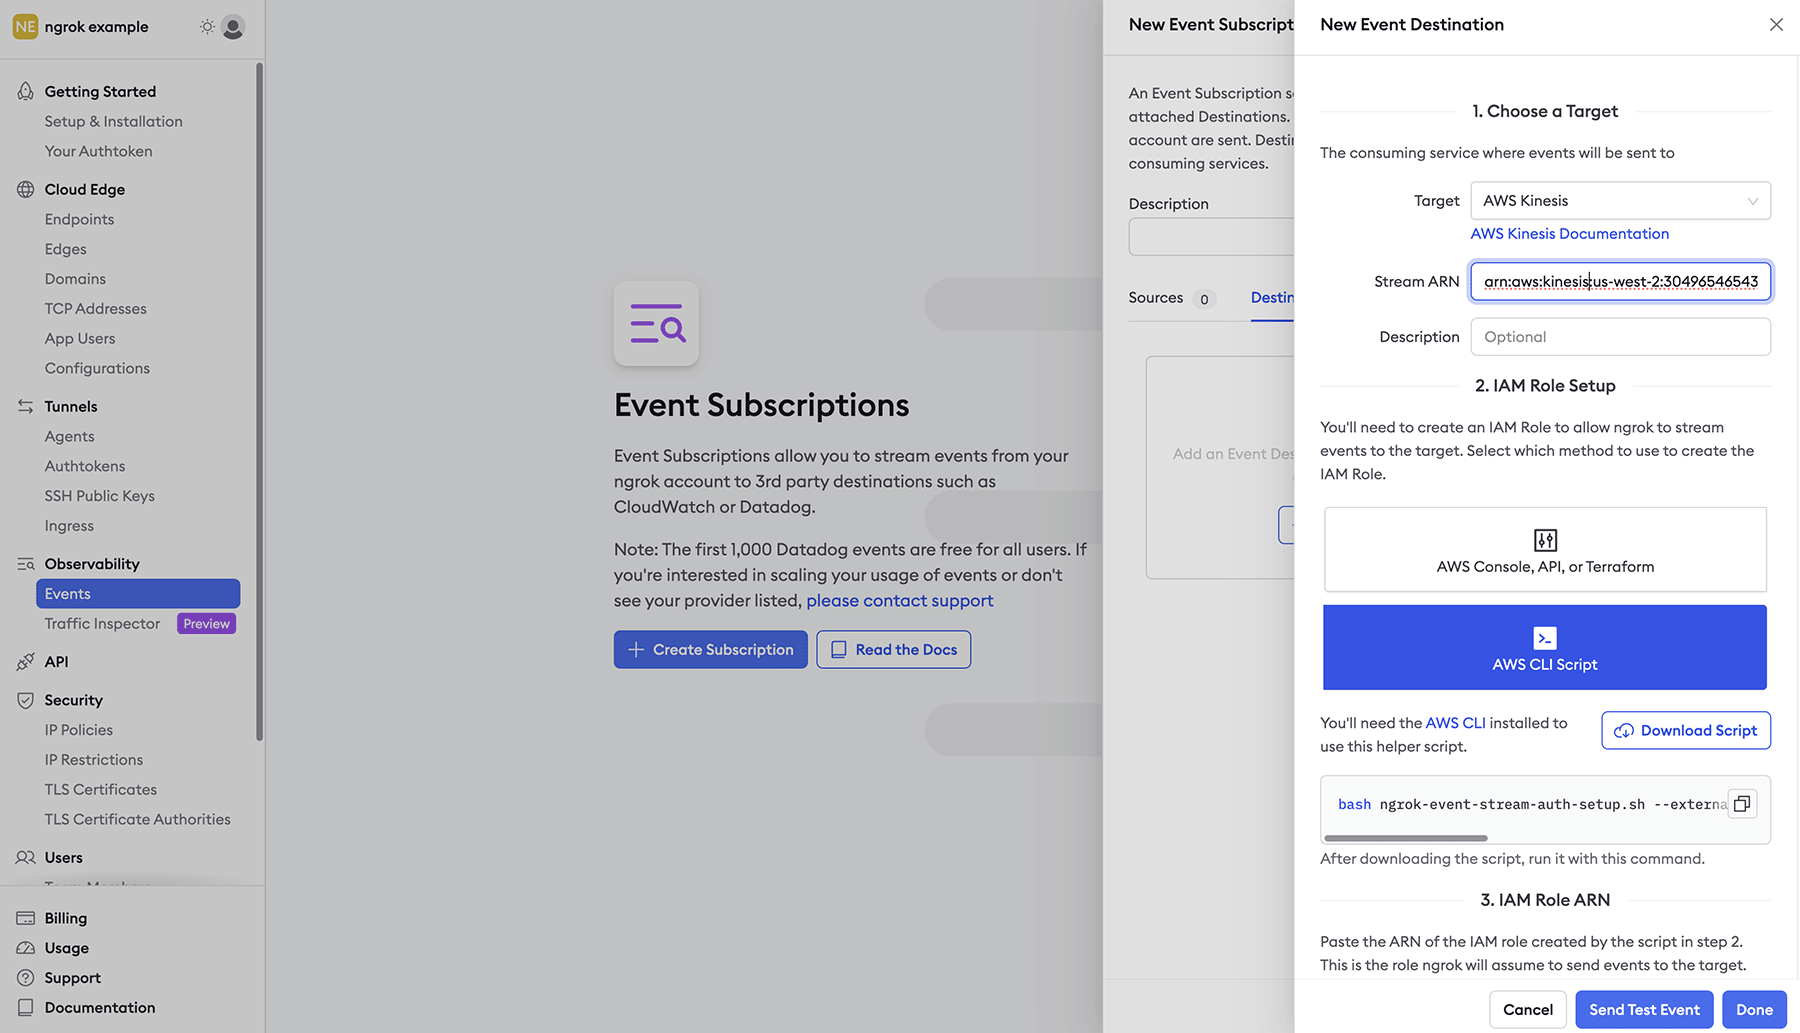 NE ngrok example
Getting Started
Setup & Installation
Your Authtoken
Cloud Edge
Endpoints
Edges
Domains
TCP Addresses
App Users
Configurations
Tunnels
Agents
Authtokens
SSH Public Keys
Ingress
Observability
Events
Traffic Inspector Preview
API
Security
IP Policies
IP Restrictions
TLS Certificates
TLS Certificate Authorities
Users
Billing
Usage
Support
Documentation
Event Subscriptions
Event Subscriptions allow you to stream events from your
ngrok account to 3rd party destinations such as
CloudWatch or Datadog.
Note: The first 1,000 Datadog events are free for all users. If
you're interested in scaling your usage of events or don't
see your provider listed, please contact support
Create Subscription
Read the Docs
New Event Subscript
An Event Subscription s
attached Destinations.
account are sent. Destin
consuming services.
Description
Sources 0
Destin
Add an Event Des
New Event Destination
1. Choose a Target
The consuming service where events will be sent to
Target AWS Kinesis
AWS Kinesis Documentation
Stream ARN arn:aws:kinesis:us-west-2:30496546543
Description Optional
2. IAM Role Setup
You'll need to create an IAM Role to allow ngrok to stream
events to the target. Select which method to use to create the
IAM Role.
AWS Console, API, or Terraform
AWS CLI Script
You'll need the AWS CLI installed to
use this helper script.
Download Script
bash ngrok-event-stream-auth-setup.sh --externa
After downloading the script, run it with this command.
3. IAM Role ARN
Paste the ARN of the IAM role created by the script in step 2.
This is the role ngrok will assume to send events to the target.
Cancel
Send Test Event
Done